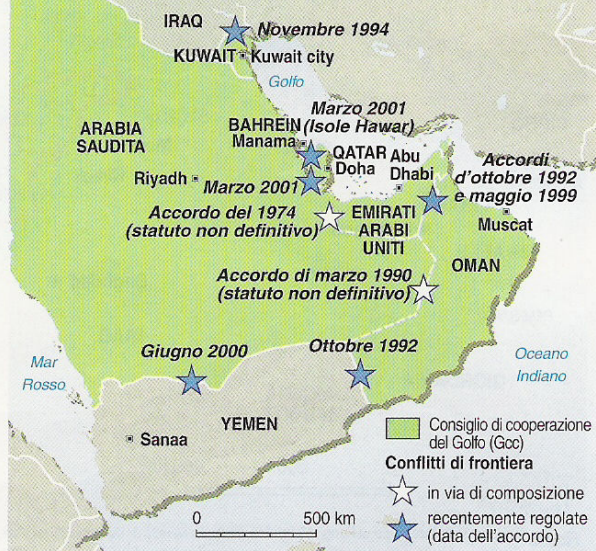 IRAQ
Novembre 1994
KUWAIT
Kuwait city
Golfo
Marzo 2001
(Isole Hawar)
ARABIA
SAUDITA
BAHREIN
Manama
QATAR
Doha
Abu
Dhabi
Accordi
d'ottobre 1992
e maggio 1999
Riyadh
Marzo 2001
Accordo del 1974
(statuto non definitivo)
EMIRATI
ARABI
UNITI
Muscat
OMAN
Accordo di marzo 1990
(statuto non definitivo)
Mar
Rosso
Giugno 2000
Ottobre 1992
Oceano
Indiano
YEMEN
Sanaa
Consiglio di cooperazione
del Golfo (Gcc)
Conflitti di frontiera
in via di composizione
recentemente regolate
(data dell'accordo)
0 500 km